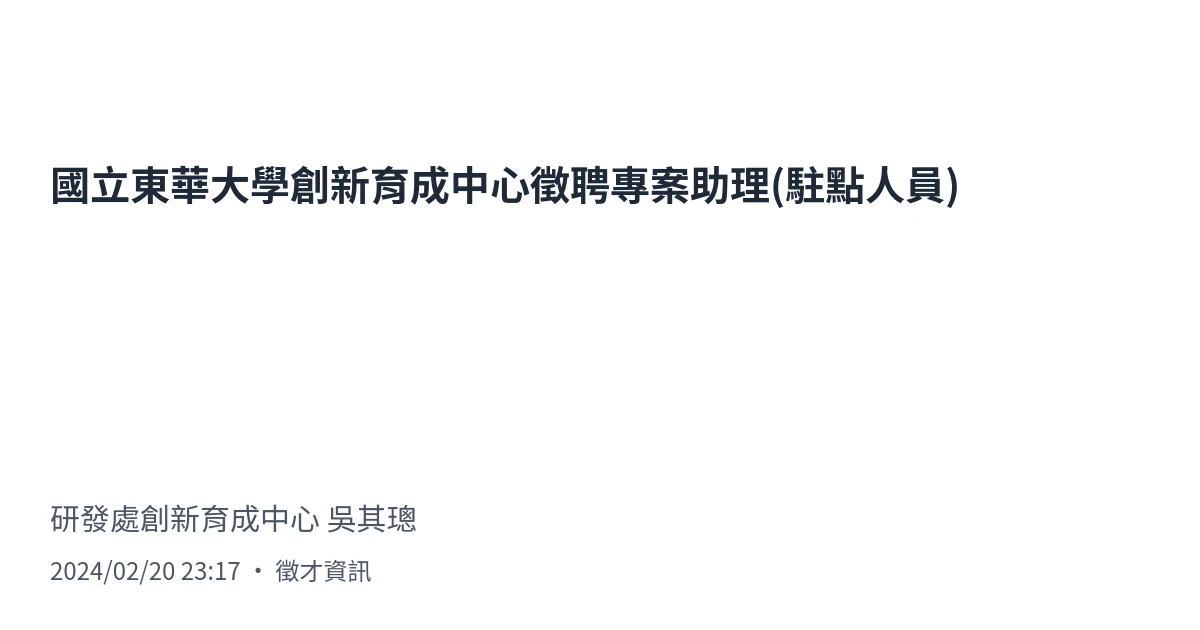 國立東華大學創新育成中心徵聘專案助理(駐點人員)
研發處創新育成中心 吳其璁
2024/02/20 23:17 • 徵才資訊